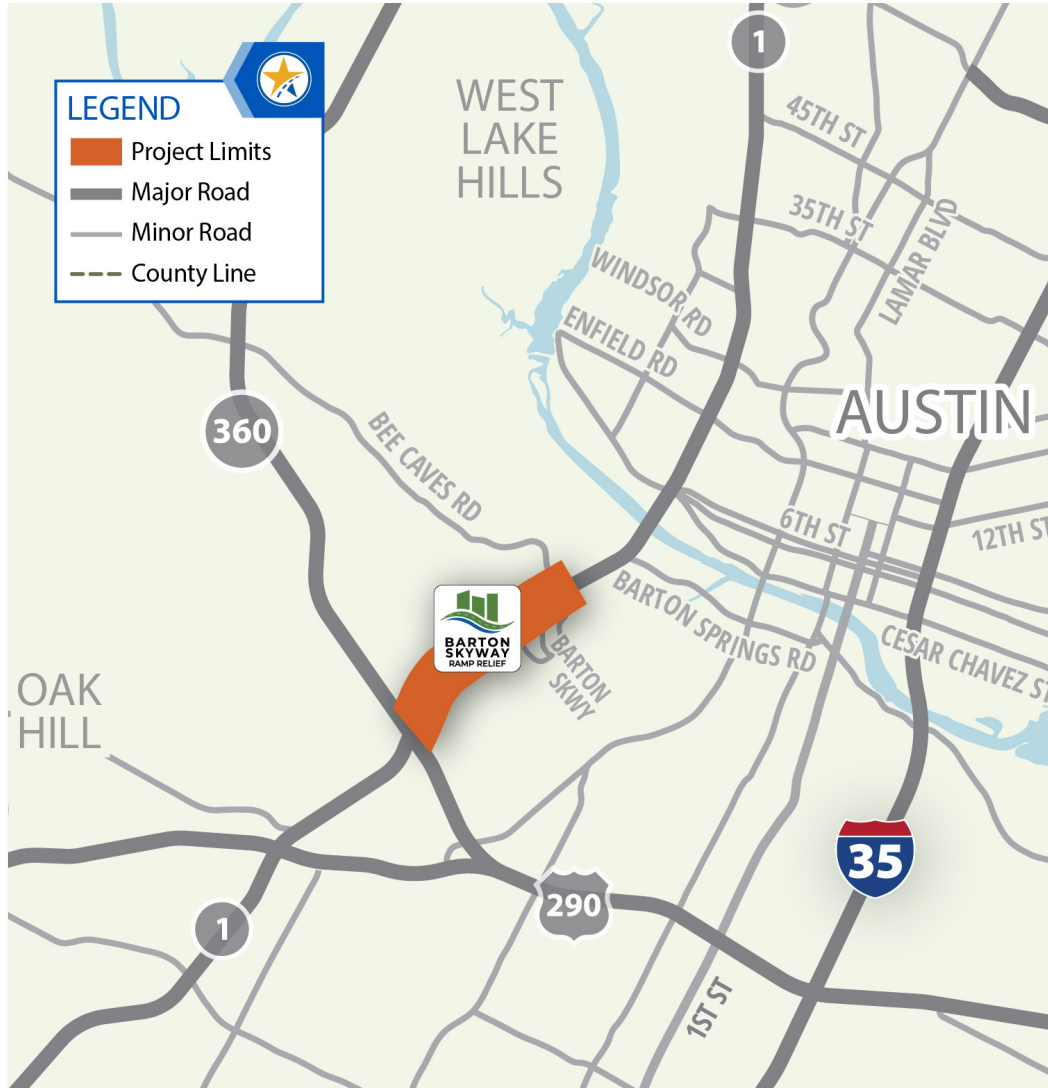 1
WEST
LAKE
HILLS
LEGEND
Project Limits
Major Road
Minor Road
County Line
45TH ST
35TH ST
LAMAR BLVD
WINDSOR RD
ENFIELD RD
AUSTIN
360
BEE CAVES RD
6TH ST
12TH ST
BARTON SPRINGS RD
CESAR CHAVEZ ST
BARTON
SKYWAY
RAMP RELIEF
BARTON
SKWY
OAK
HILL
35
290
1
1ST ST